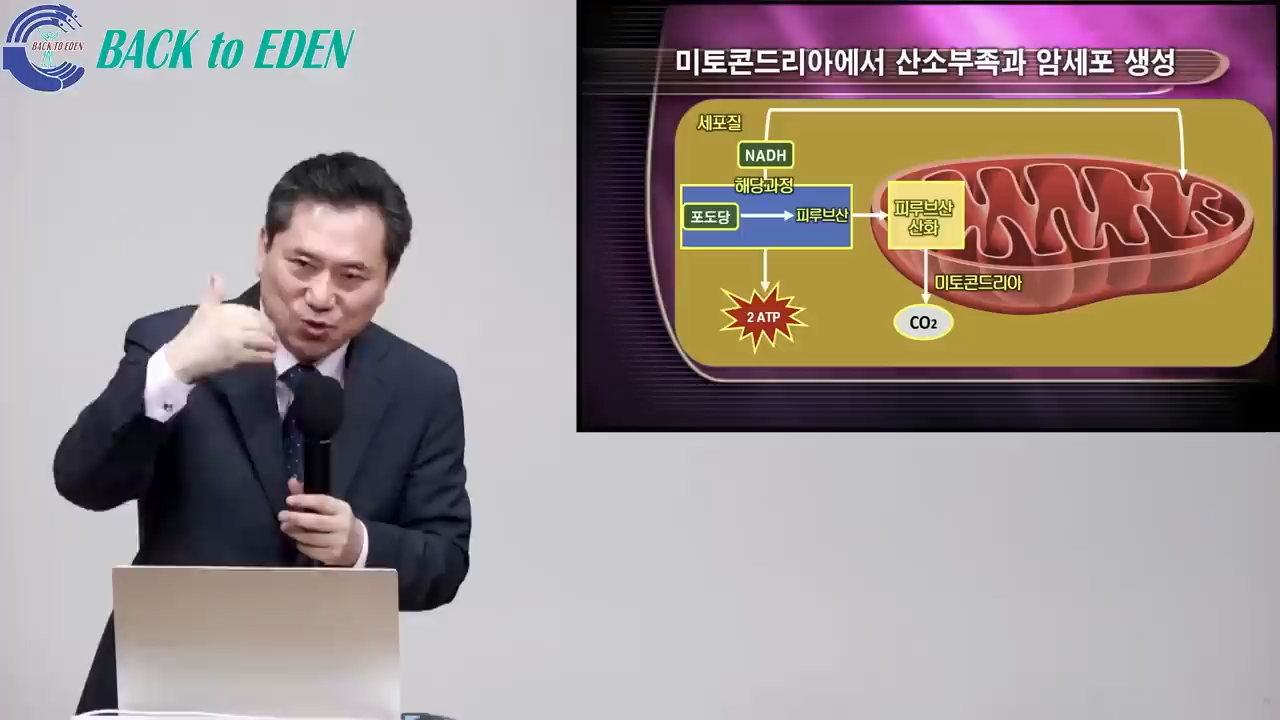 BACK TO EDEN
BACK to EDEN
미토콘드리아에서 산소부족과 암세포 생성
세포질
NADH
해당과정
포도당
피루브산
피루브산
산화
미토콘드리아
2 ATP
CO₂